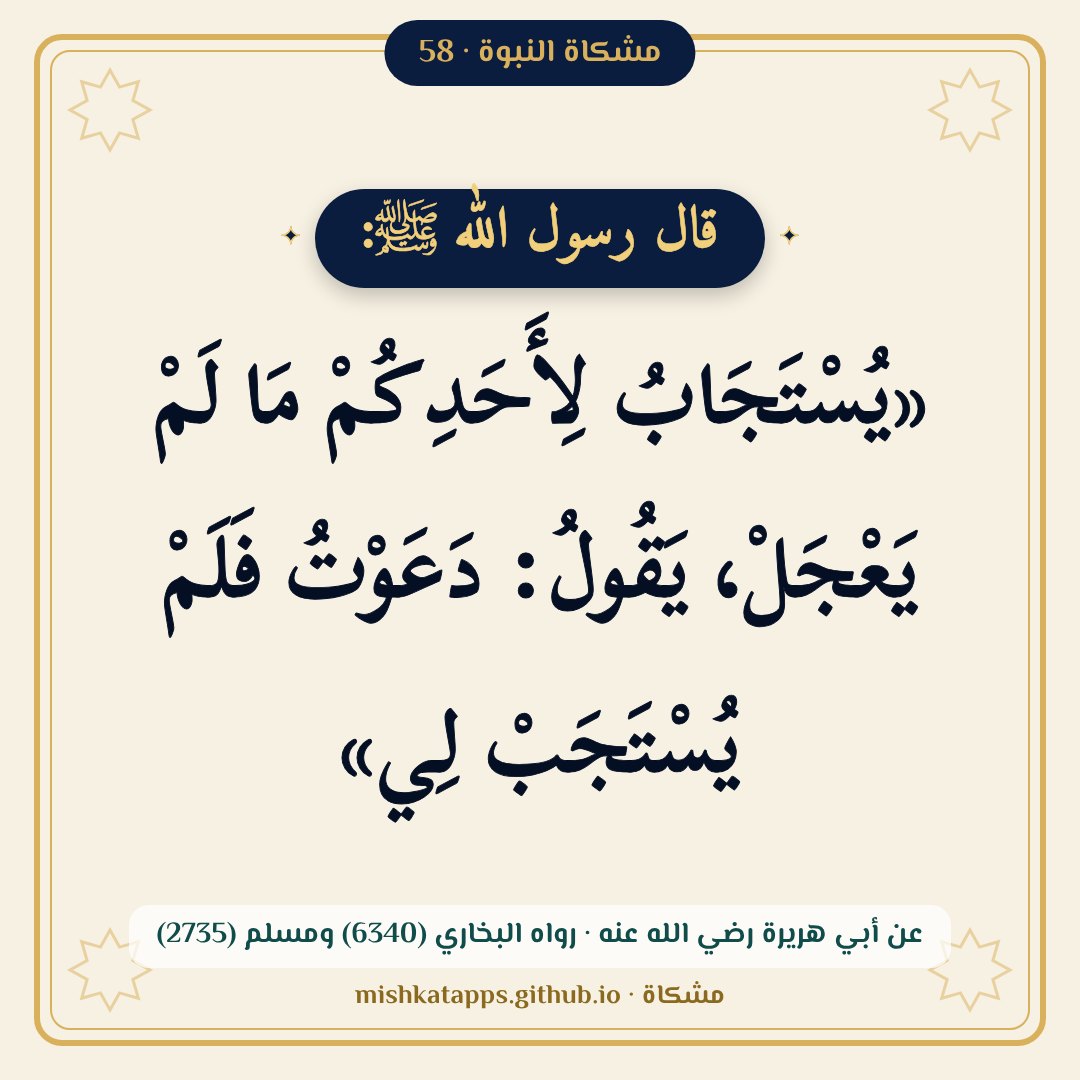 مشكاة النبوة · 58
قال رسول الله ﷺ:
«يُسْتَجَابُ لِأَحَدِكُمْ مَا لَمْ
يَعْجَلْ، يَقُولُ: دَعَوْتُ فَلَمْ
يُسْتَجَبْ لِي»
عن أبي هريرة رضي الله عنه · رواه البخاري (6340) ومسلم (2735)
مشكاة · mishkatapps.github.io